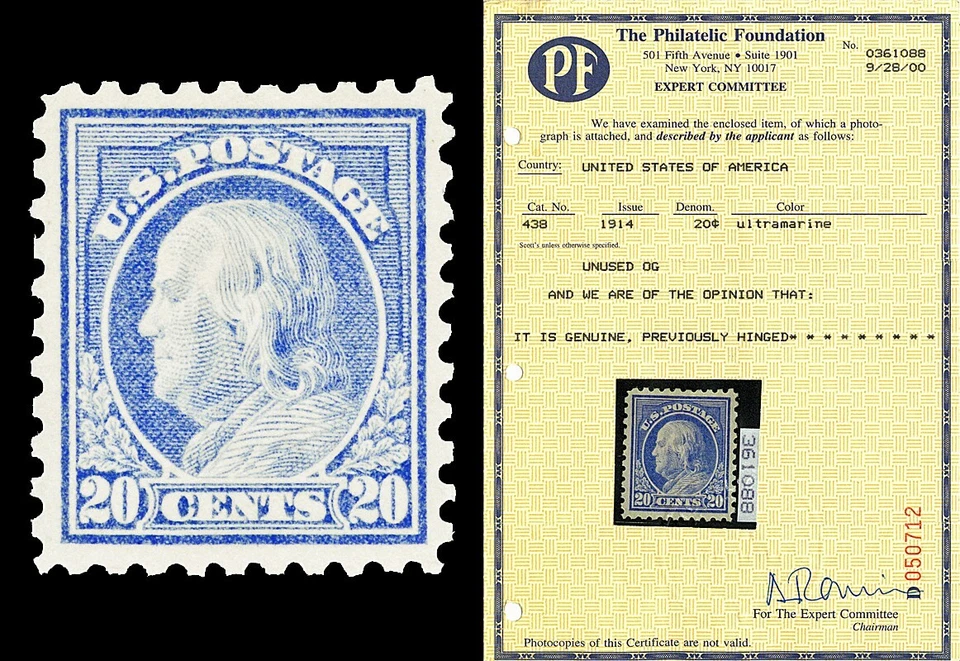 U.S. POSTAGE
20 CENTS 20
The Philatelic Foundation
501 Fifth Avenue • Suite 1901
New York, NY 10017
EXPERT COMMITTEE
PF
No. 0361088
9/28/00
We have examined the enclosed item, of which a photo-
graph is attached, and described by the applicant as follows:
Country: UNITED STATES OF AMERICA
Cat. No. Issue Denom. Color
438 1914 20¢ ultramarine
Scott's unless otherwise specified.
UNUSED OG
AND WE ARE OF THE OPINION THAT:
IT IS GENUINE, PREVIOUSLY HINGED* * * * * * * * *
U.S. POSTAGE
20 CENTS 20
361088
D 050712
For The Expert Committee
Chairman
Photocopies of this Certificate are not valid.